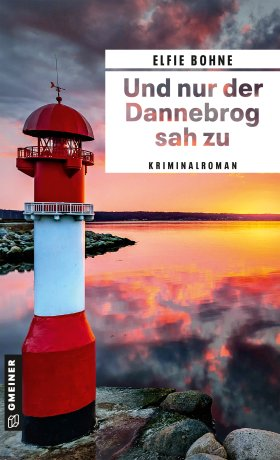 ELFIE BOHNE
Und nur der
Dannebrog
sah zu
KRIMINALROMAN
GMEINER